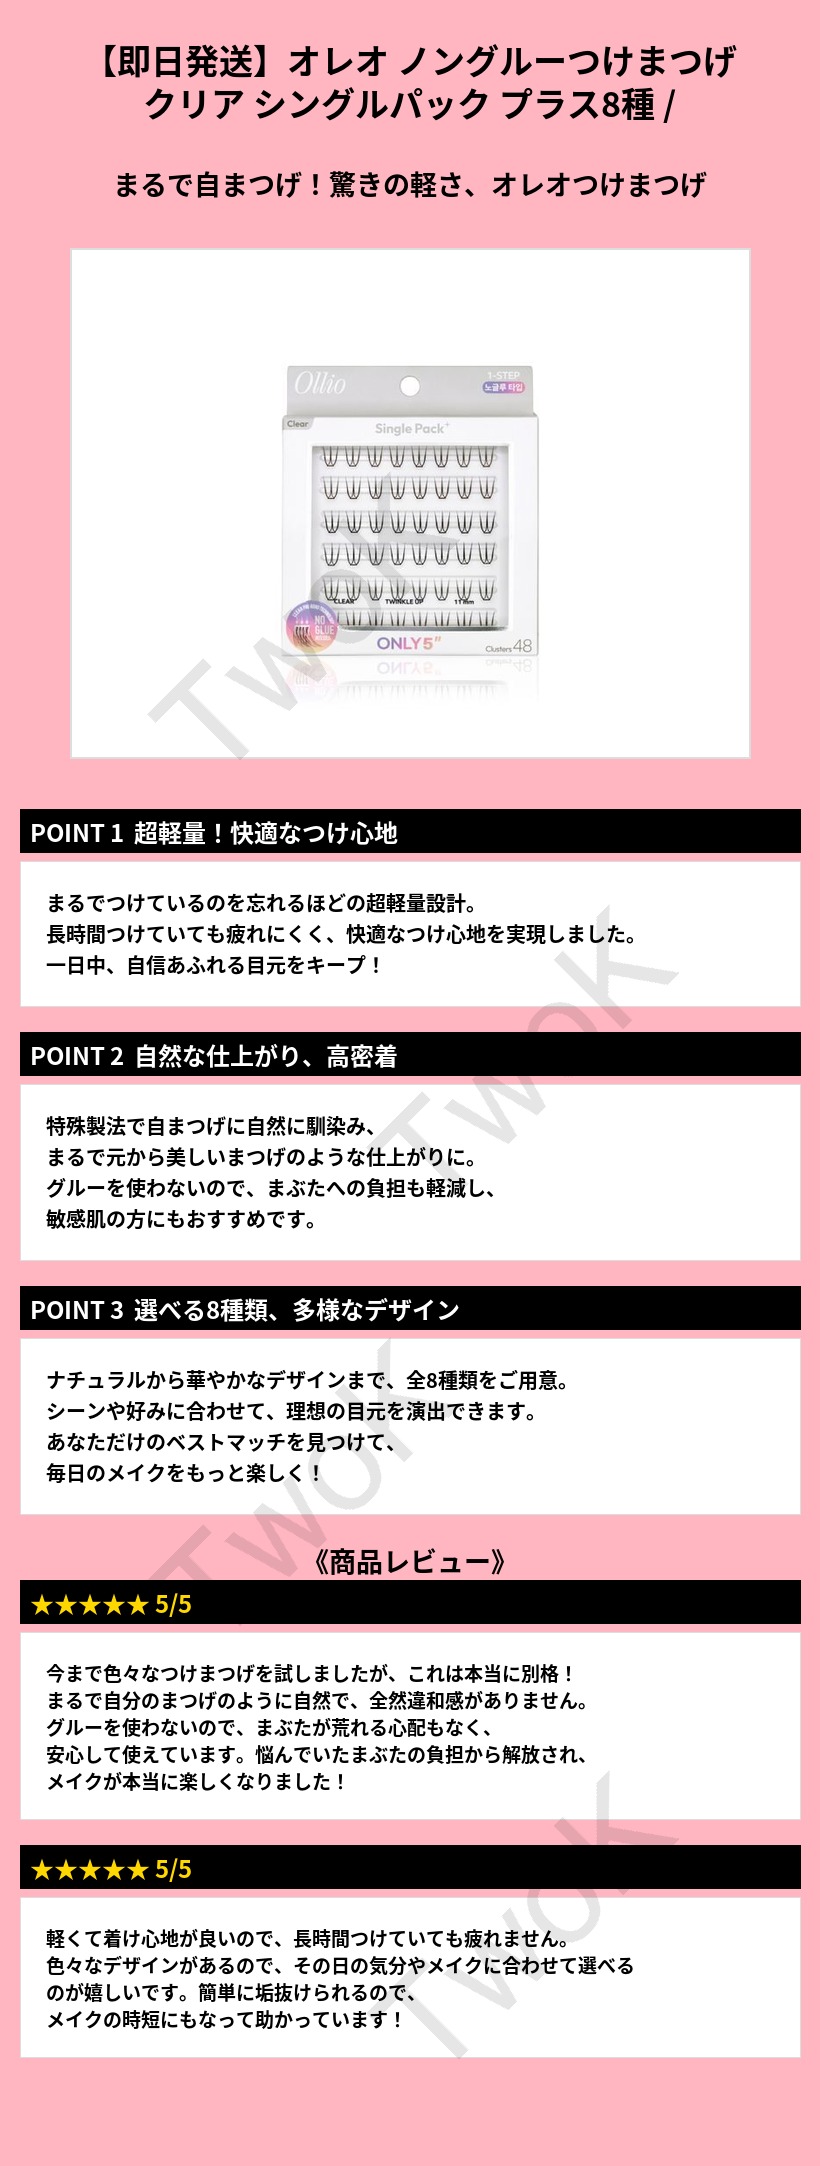 【即日発送】オレオ ノングルーつけまつげ
クリア シングルパック プラス8種 /
まるで自まつげ！驚きの軽さ、オレオつけまつげ
Ollio
1-STEP
노글루 타입
Clear
Single Pack+
CLEAR TWINKLE UP 11 mm
NO
GLUE
ONLY5"
Clusters 48
TwoK
POINT 1 超軽量！快適なつけ心地
まるでつけているのを忘れるほどの超軽量設計。
長時間つけていても疲れにくく、快適なつけ心地を実現しました。
一日中、自信あふれる目元をキープ！
TwoK
POINT 2 自然な仕上がり、高密着
特殊製法で自まつげに自然に馴染み、
まるで元から美しいまつげのような仕上がりに。
グルーを使わないので、まぶたへの負担も軽減し、
敏感肌の方にもおすすめです。
POINT 3 選べる8種類、多様なデザイン
ナチュラルから華やかなデザインまで、全8種類をご用意。
シーンや好みに合わせて、理想の目元を演出できます。
あなただけのベストマッチを見つけて、
毎日のメイクをもっと楽しく！
TwoK
《商品レビュー》
★★★★★ 5/5
今まで色々なつけまつげを試しましたが、これは本当に別格！
まるで自分のまつげのように自然で、全然違和感がありません。
グルーを使わないので、まぶたが荒れる心配もなく、
安心して使えています。悩んでいたまぶたの負担から解放され、
メイクが本当に楽しくなりました！
★★★★★ 5/5
軽くて着け心地が良いので、長時間つけていても疲れません。
色々なデザインがあるので、その日の気分やメイクに合わせて選べる
のが嬉しいです。簡単に垢抜けられるので、
メイクの時短にもなって助かっています！
TwoK